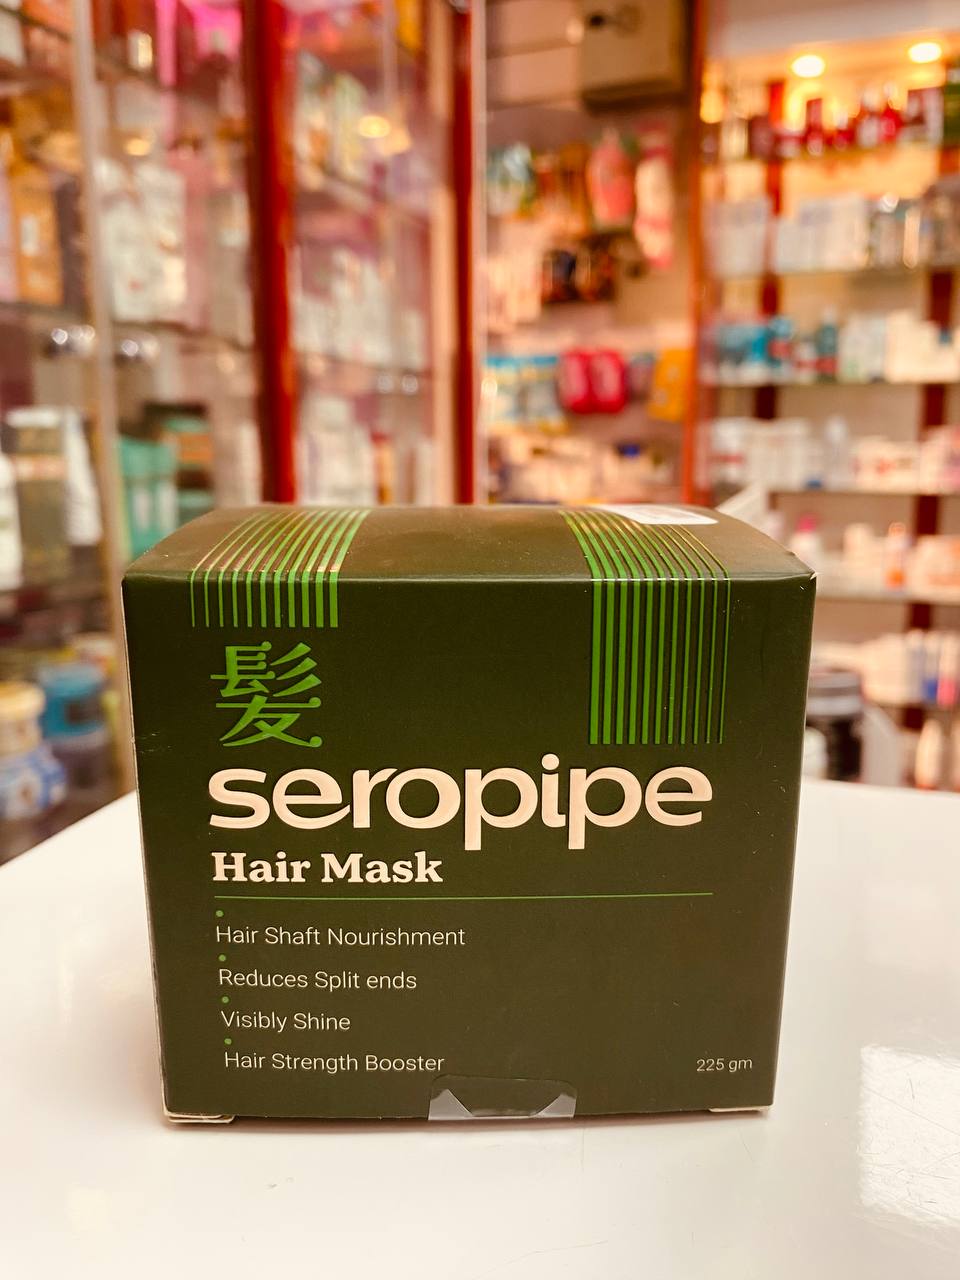 髪
seropipe
Hair Mask
Hair Shaft Nourishment
Reduces Split ends
Visibly Shine
Hair Strength Booster
225 gm